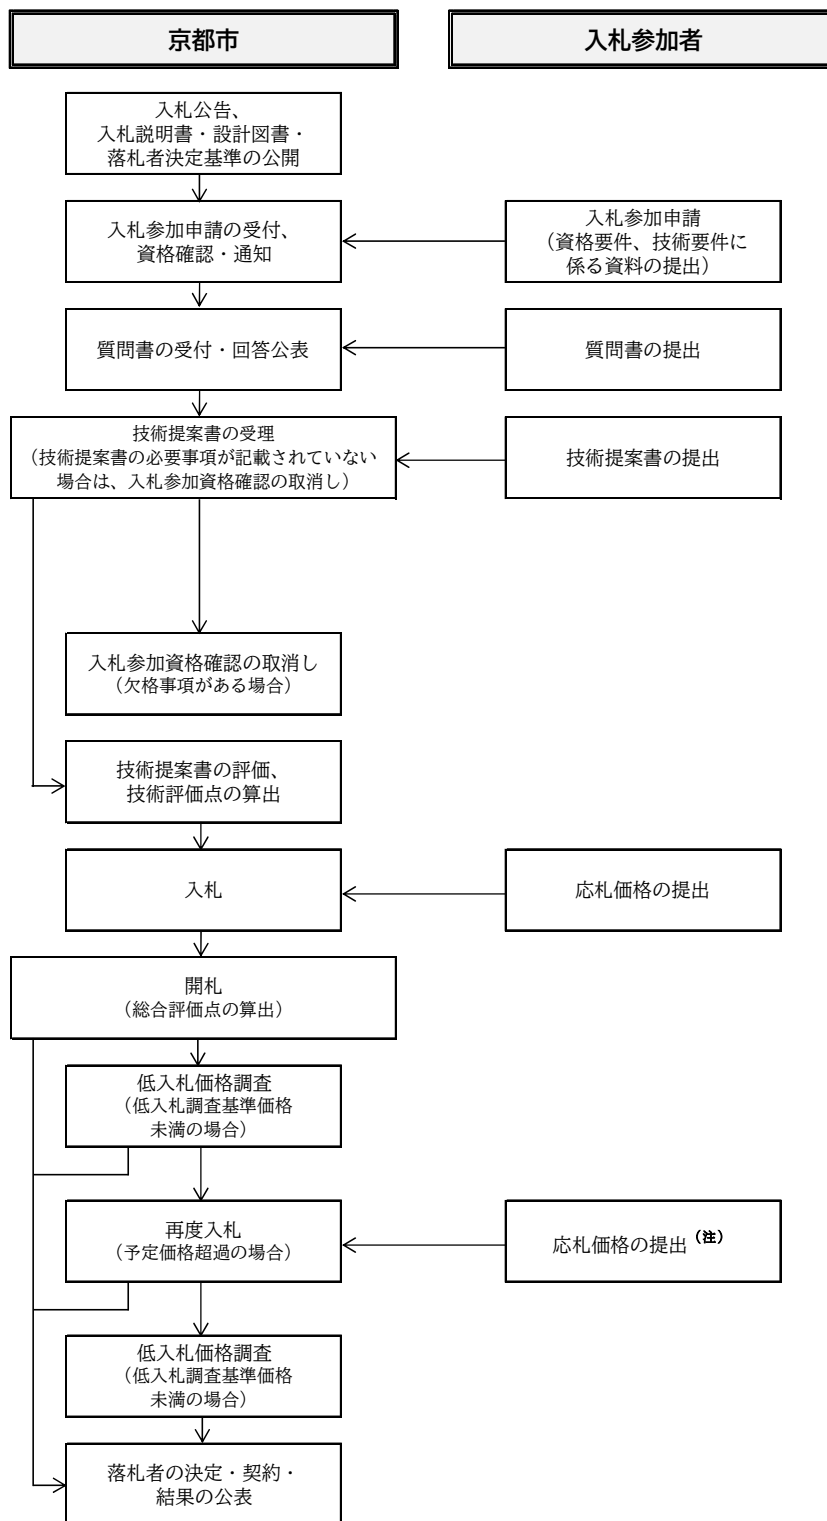 京都市
入札参加者
入札公告、
入札説明書・設計図書・
落札者決定基準の公開
入札参加申請の受付、
資格確認・通知
入札参加申請
（資格要件、技術要件に
係る資料の提出）
質問書の受付・回答公表
質問書の提出
技術提案書の受理
（技術提案書の必要事項が記載されていない
場合は、入札参加資格確認の取消し）
技術提案書の提出
入札参加資格確認の取消し
（欠格事項がある場合）
技術提案書の評価、
技術評価点の算出
入札
応札価格の提出
開札
（総合評価点の算出）
低入札価格調査
（低入札調査基準価格
未満の場合）
再度入札
（予定価格超過の場合）
応札価格の提出（注）
低入札価格調査
（低入札調査基準価格
未満の場合）
落札者の決定・契約・
結果の公表